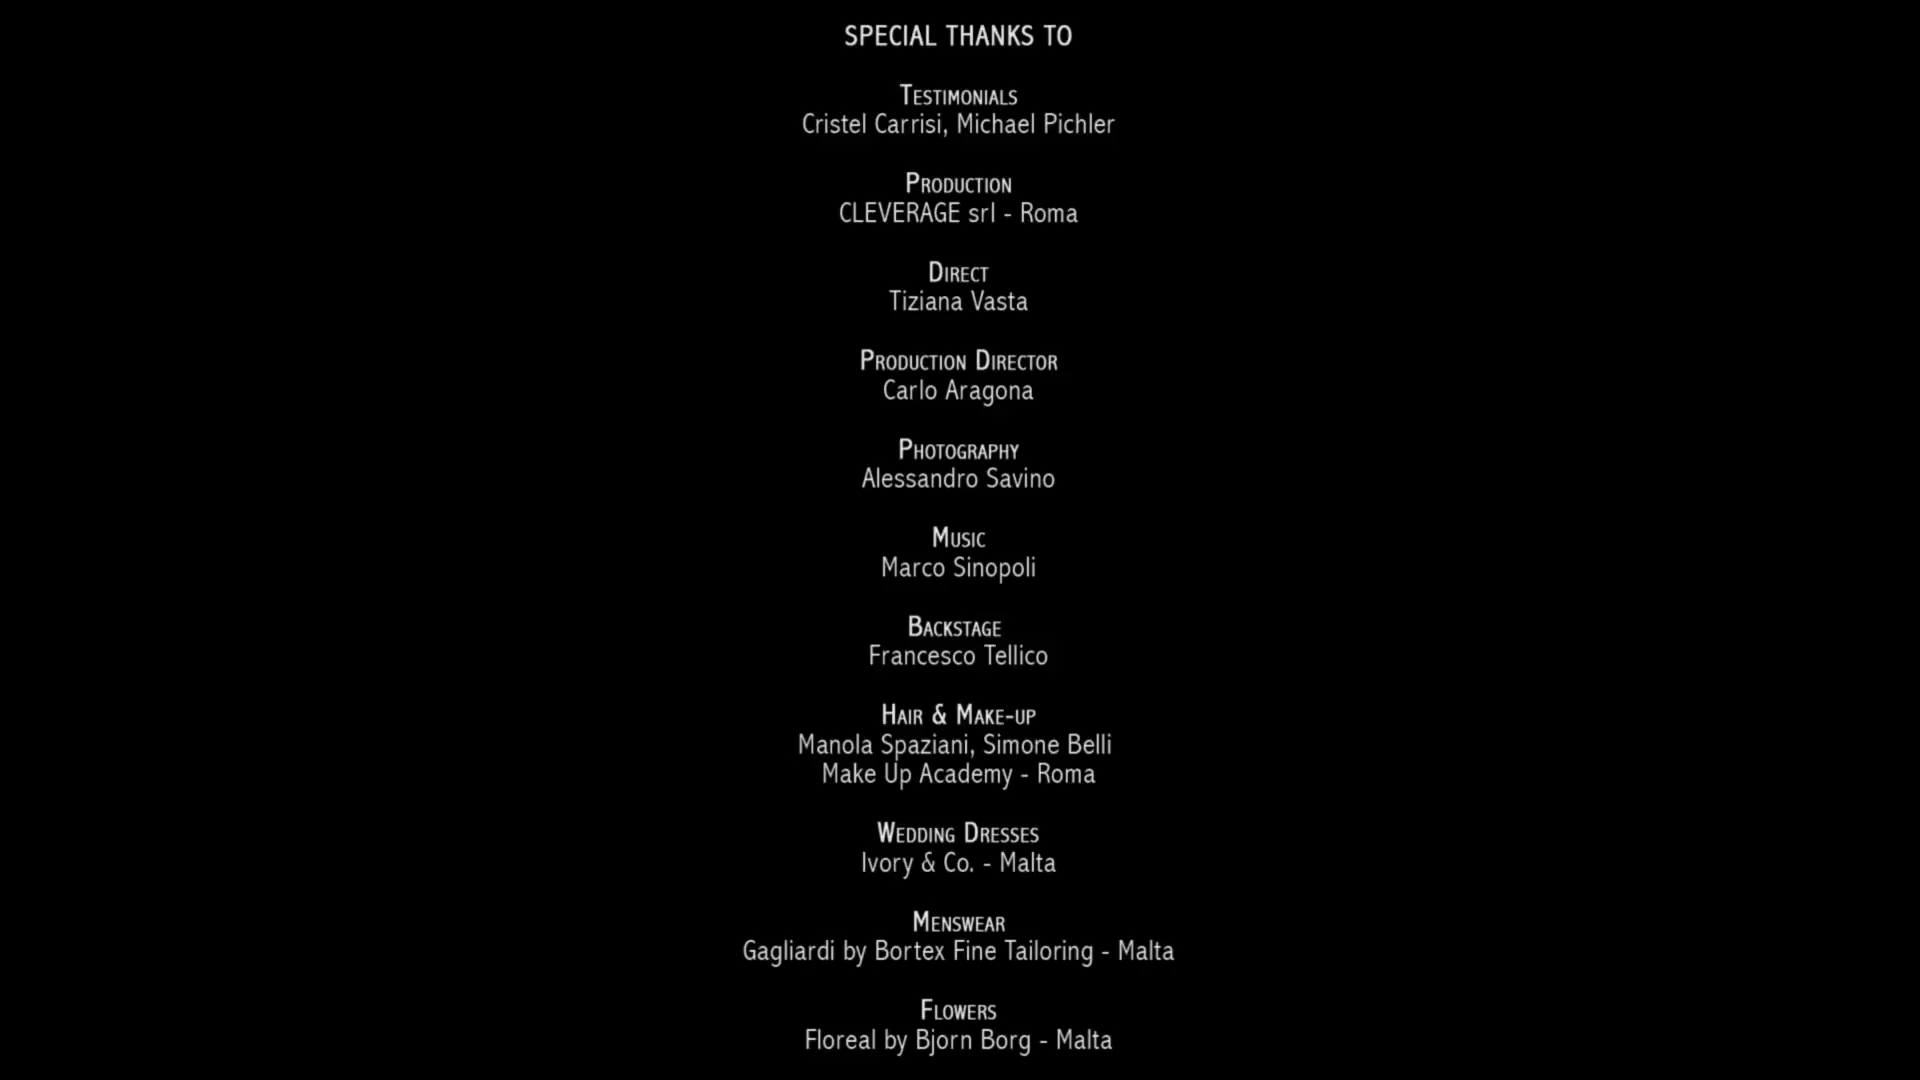 SPECIAL THANKS TO
TESTIMONIALS
Cristel Carrisi, Michael Pichler
PRODUCTION
CLEVERAGE srl - Roma
DIRECT
Tiziana Vasta
PRODUCTION DIRECTOR
Carlo Aragona
PHOTOGRAPHY
Alessandro Savino
MUSIC
Marco Sinopoli
BACKSTAGE
Francesco Tellico
HAIR & MAKE-UP
Manola Spaziani, Simone Belli
Make Up Academy - Roma
WEDDING DRESSES
Ivory & Co. - Malta
MENSWEAR
Gagliardi by Bortex Fine Tailoring - Malta
FLOWERS
Floreal by Bjorn Borg - Malta